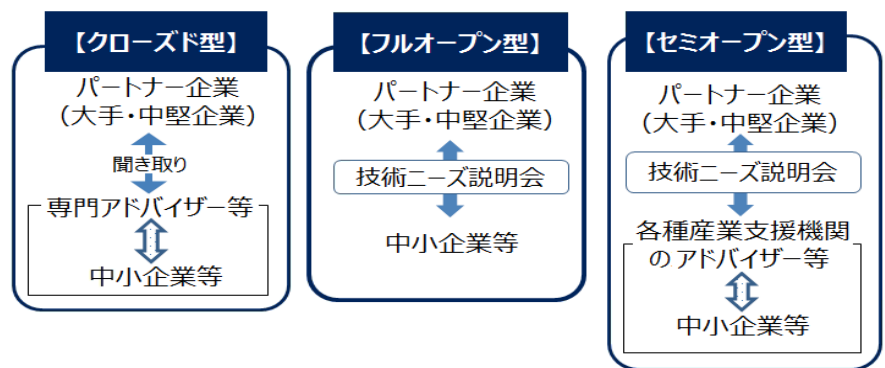 【クローズド型】
パートナー企業
（大手・中堅企業）
聞き取り
専門アドバイザー等
中小企業等
【フルオープン型】
パートナー企業
（大手・中堅企業）
技術ニーズ説明会
中小企業等
【セミオープン型】
パートナー企業
（大手・中堅企業）
技術ニーズ説明会
各種産業支援機関
のアドバイザー等
中小企業等